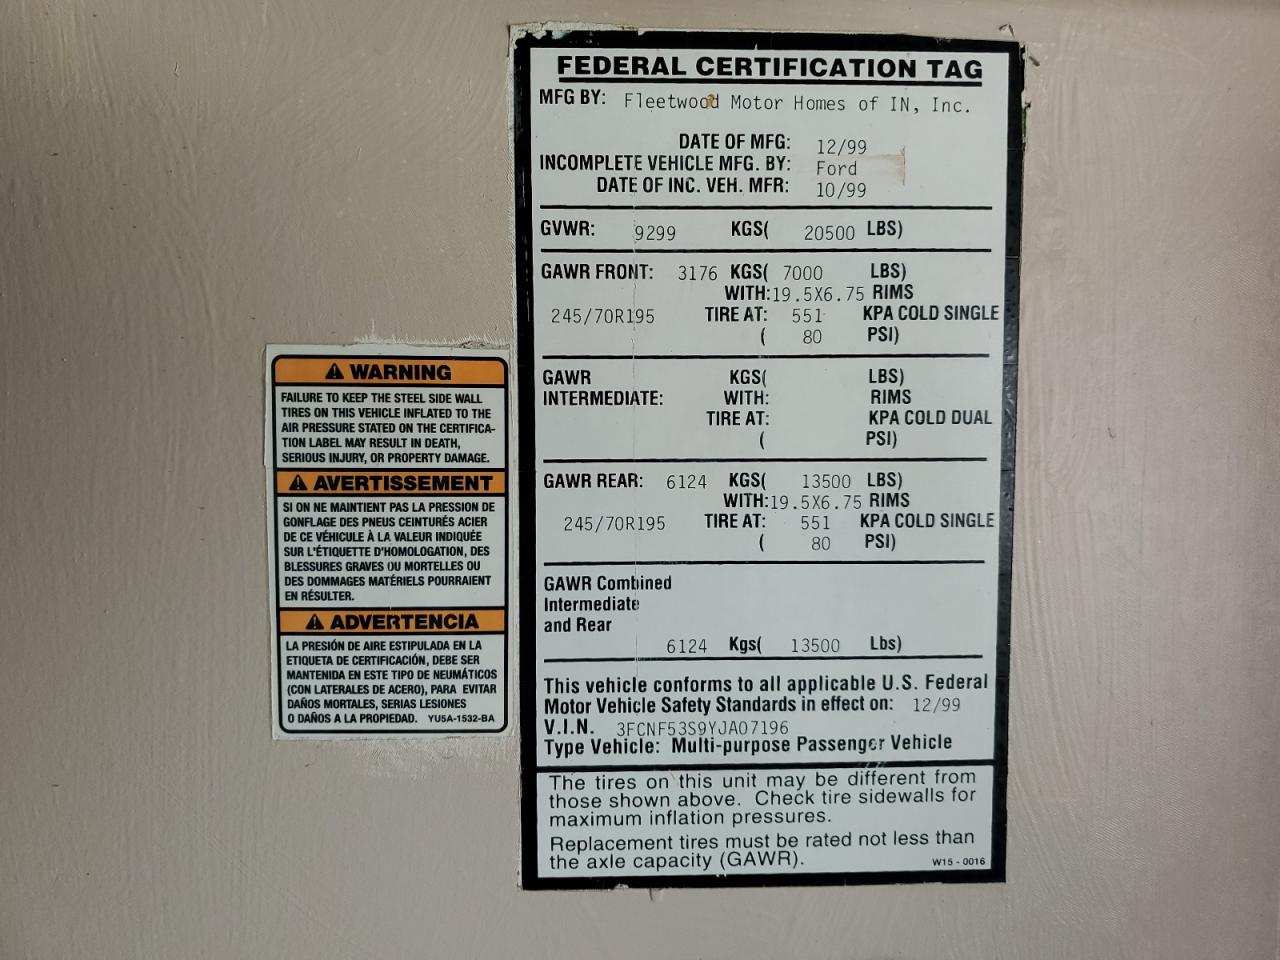 FEDERAL CERTIFICATION TAG
MFG BY: Fleetwood Motor Homes of IN, Inc.
DATE OF MFG: 12/99
INCOMPLETE VEHICLE MFG. BY: Ford
DATE OF INC. VEH. MFR: 10/99
GVWR: 9299 KGS( 20500 LBS)
GAWR FRONT: 3176 KGS( 7000 LBS)
WITH:19.5X6.75 RIMS
245/70R195 TIRE AT: 551 KPA COLD SINGLE
( 80 PSI)
GAWR KGS( LBS)
INTERMEDIATE: WITH: RIMS
TIRE AT: KPA COLD DUAL
( PSI)
GAWR REAR: 6124 KGS( 13500 LBS)
WITH:19.5X6.75 RIMS
245/70R195 TIRE AT: 551 KPA COLD SINGLE
( 80 PSI)
GAWR Combined
Intermediate
and Rear
6124 Kgs( 13500 Lbs)
This vehicle conforms to all applicable U.S. Federal
Motor Vehicle Safety Standards in effect on: 12/99
V.I.N. 3FCNF53S9YJA07196
Type Vehicle: Multi-purpose Passenger Vehicle
The tires on this unit may be different from
those shown above. Check tire sidewalls for
maximum inflation pressures.
Replacement tires must be rated not less than
the axle capacity (GAWR).
W15 - 0016
WARNING
FAILURE TO KEEP THE STEEL SIDE WALL
TIRES ON THIS VEHICLE INFLATED TO THE
AIR PRESSURE STATED ON THE CERTIFICA-
TION LABEL MAY RESULT IN DEATH,
SERIOUS INJURY, OR PROPERTY DAMAGE.
AVERTISSEMENT
SI ON NE MAINTIENT PAS LA PRESSION DE
GONFLAGE DES PNEUS CEINTURÉS ACIER
DE CE VÉHICULE À LA VALEUR INDIQUÉE
SUR L'ÉTIQUETTE D'HOMOLOGATION, DES
BLESSURES GRAVES OU MORTELLES OU
DES DOMMAGES MATÉRIELS POURRAIENT
EN RÉSULTER.
ADVERTENCIA
LA PRESIÓN DE AIRE ESTIPULADA EN LA
ETIQUETA DE CERTIFICACIÓN, DEBE SER
MANTENIDA EN ESTE TIPO DE NEUMÁTICOS
(CON LATERALES DE ACERO), PARA EVITAR
DAÑOS MORTALES, SERIAS LESIONES
O DAÑOS A LA PROPIEDAD. YU5A-1532-BA